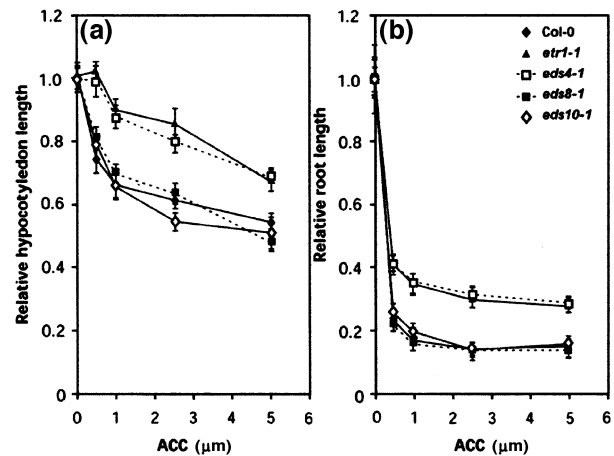 (a)
Relative hypocotyledon length
1.2
1.0
0.8
0.6
0.4
0.2
0
0 1 2 3 4 5 6
ACC (μm)
(b)
Relative root length
1.2
1.0
0.8
0.6
0.4
0.2
0
0 1 2 3 4 5 6
ACC (μm)
Col-0
etr1-1
eds4-1
eds8-1
eds10-1